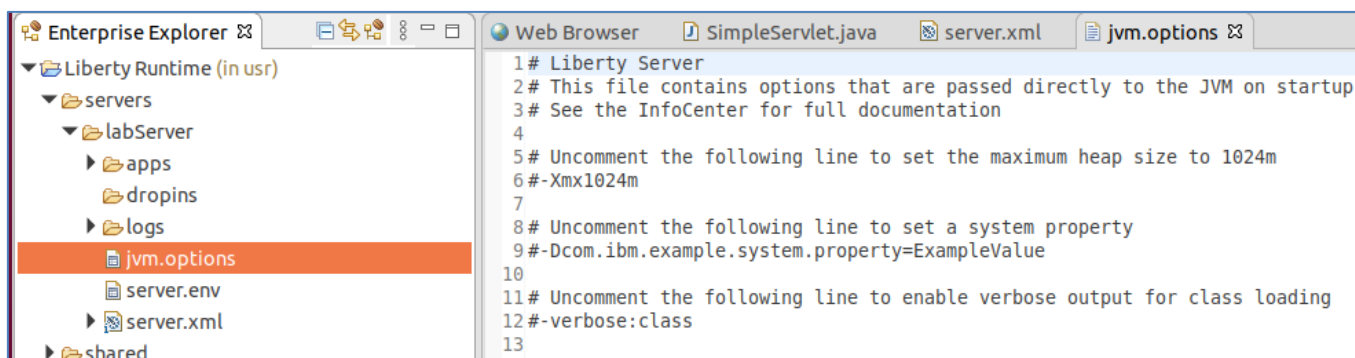 Enterprise Explorer
Liberty Runtime (in usr)
servers
labServer
apps
dropins
logs
jvm.options
server.env
server.xml
shared
Web Browser SimpleServlet.java server.xml jvm.options
1 # Liberty Server
2 # This file contains options that are passed directly to the JVM on startup
3 # See the InfoCenter for full documentation
4
5 # Uncomment the following line to set the maximum heap size to 1024m
6 #-Xmx1024m
7
8 # Uncomment the following line to set a system property
9 #-Dcom.ibm.example.system.property=ExampleValue
10
11 # Uncomment the following line to enable verbose output for class loading
12 #-verbose:class
13